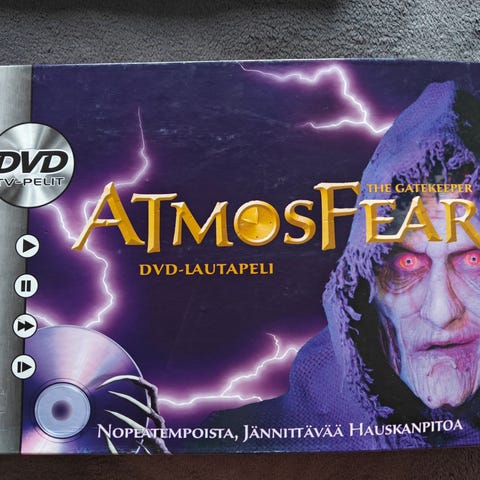 DVD
TV-PELIT
THE GATEKEEPER
ATMOSFEAR
DVD-LAUTAPELI
NOPEATEMPOISTA, JÄNNITTÄVÄÄ HAUSKANPITOA